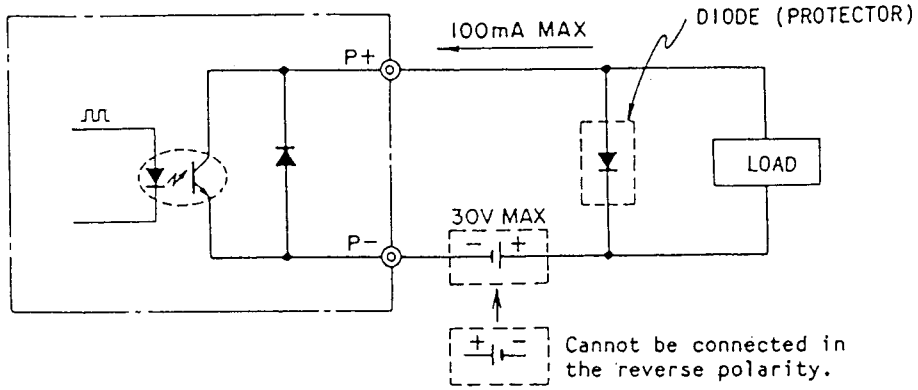 DIODE (PROTECTOR)
100mA MAX
P+
LOAD
30V MAX
P-
- +
+ -
Cannot be connected in
the reverse polarity.